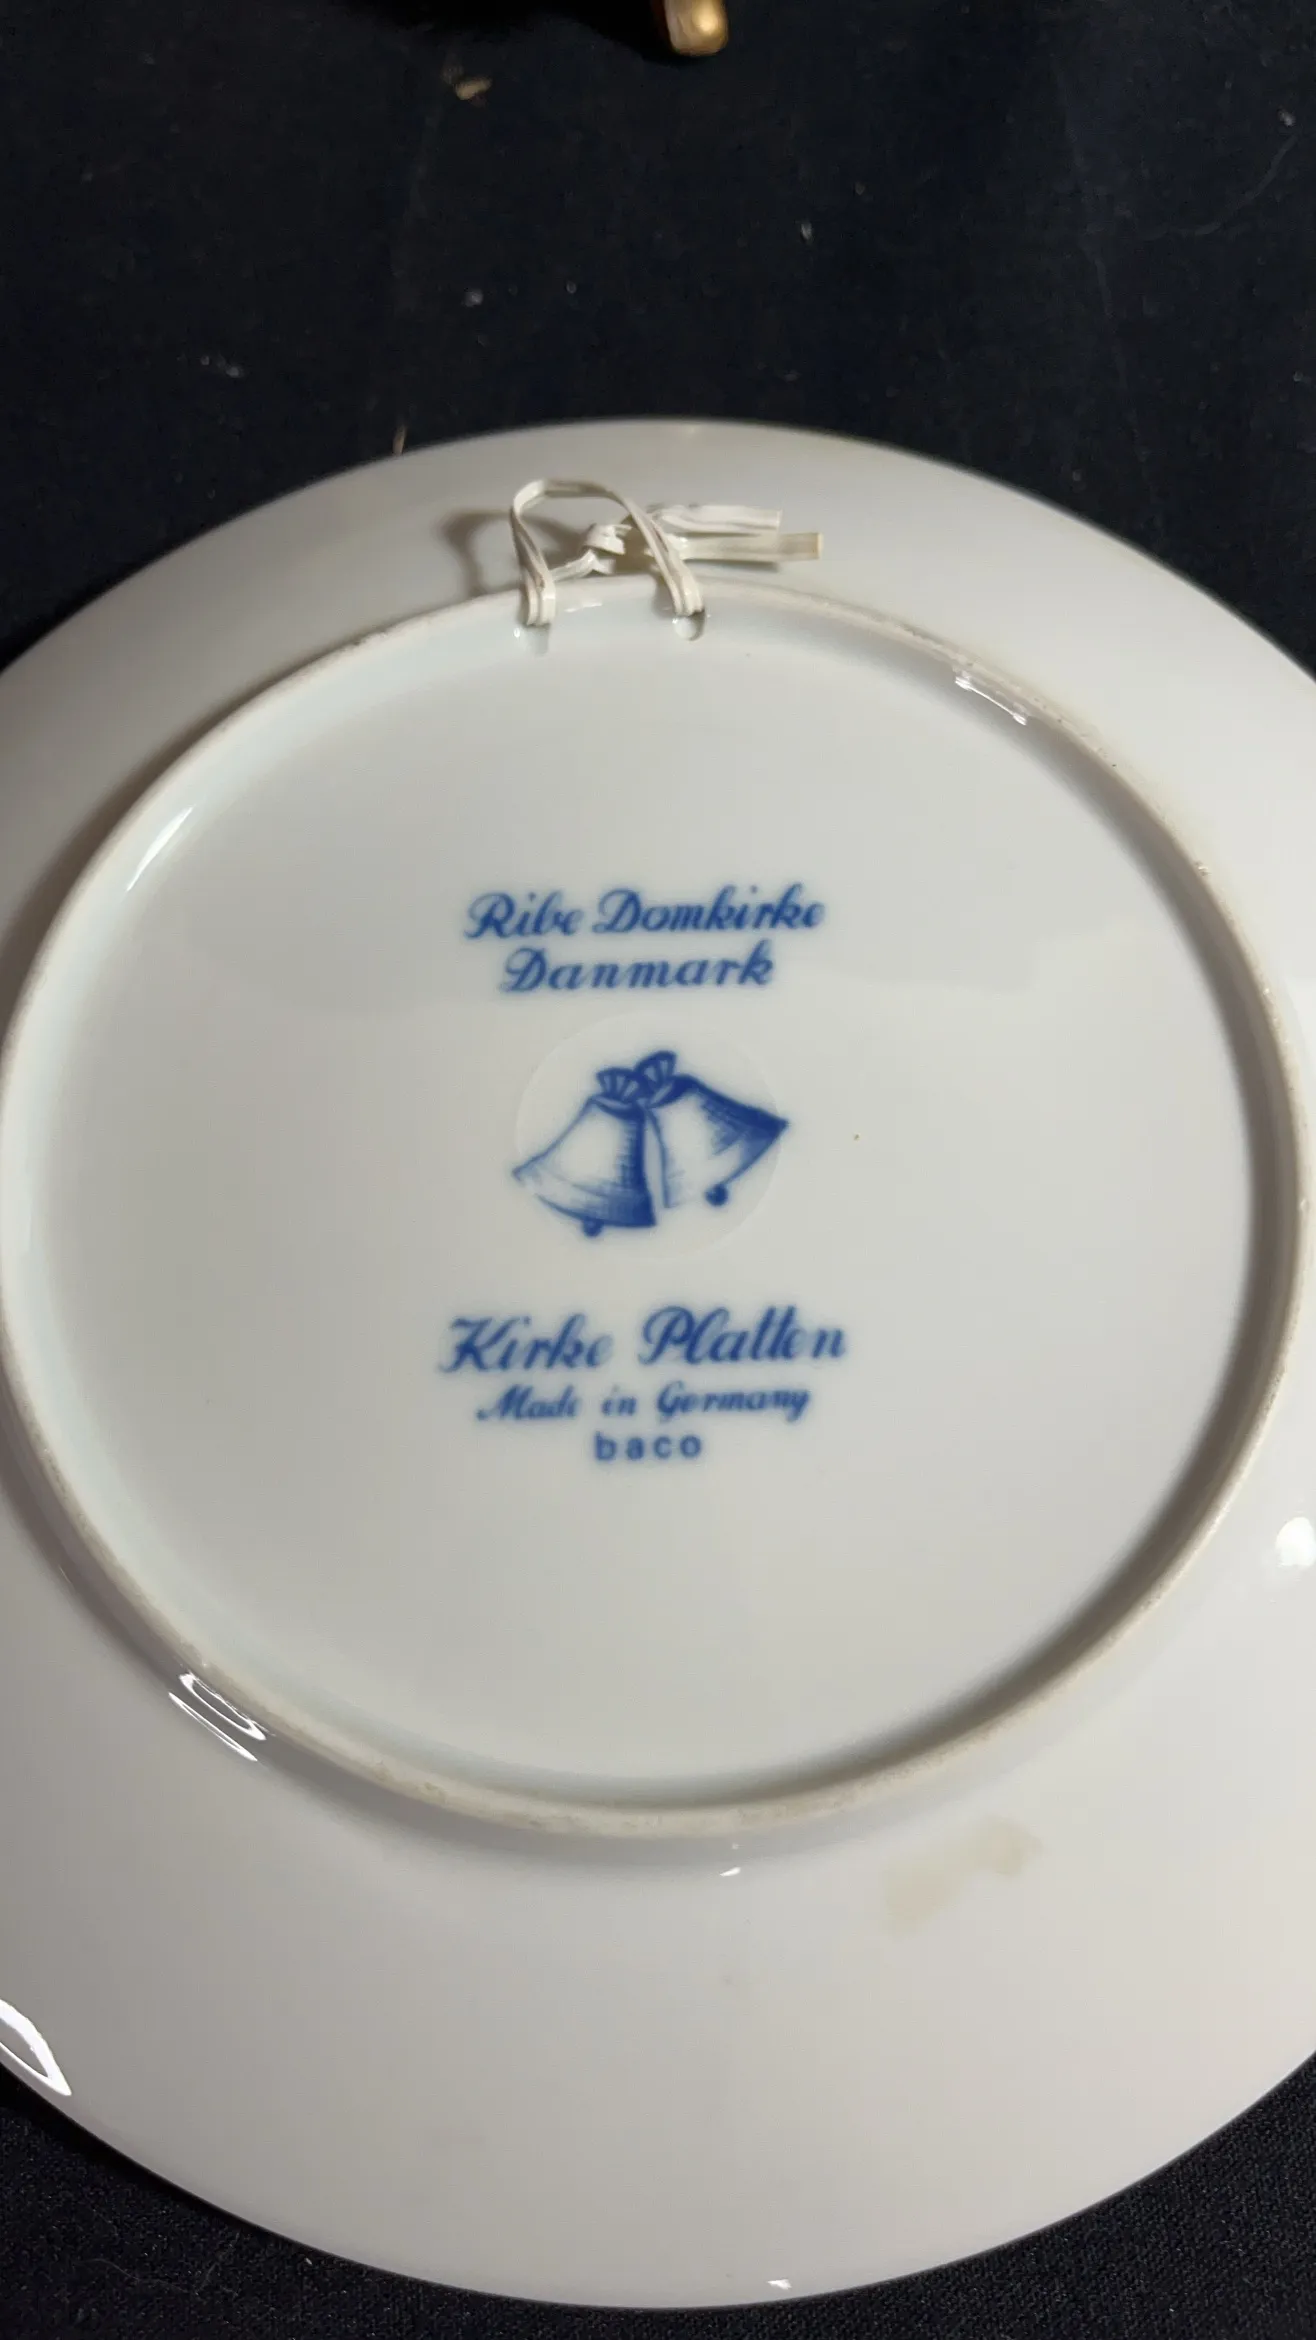 Ribe Domkirke
Danmark
Kirke Platten
Made in Germany
baco